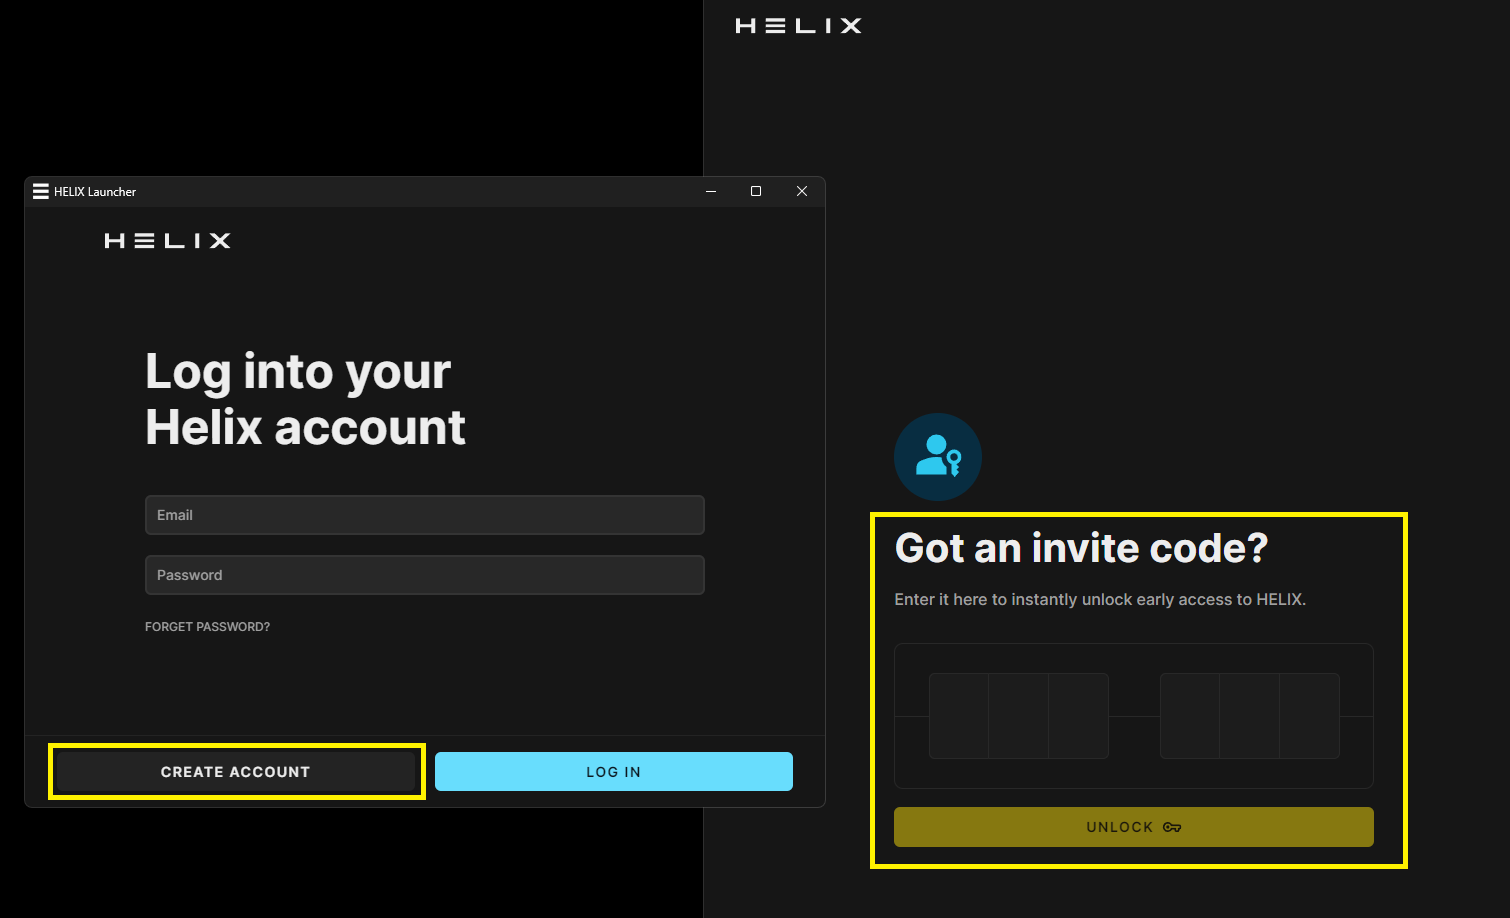 HELIX
HELIX Launcher
HELIX
Log into your
Helix account
Email
Password
FORGET PASSWORD?
CREATE ACCOUNT
LOG IN
Got an invite code?
Enter it here to instantly unlock early access to HELIX.
UNLOCK